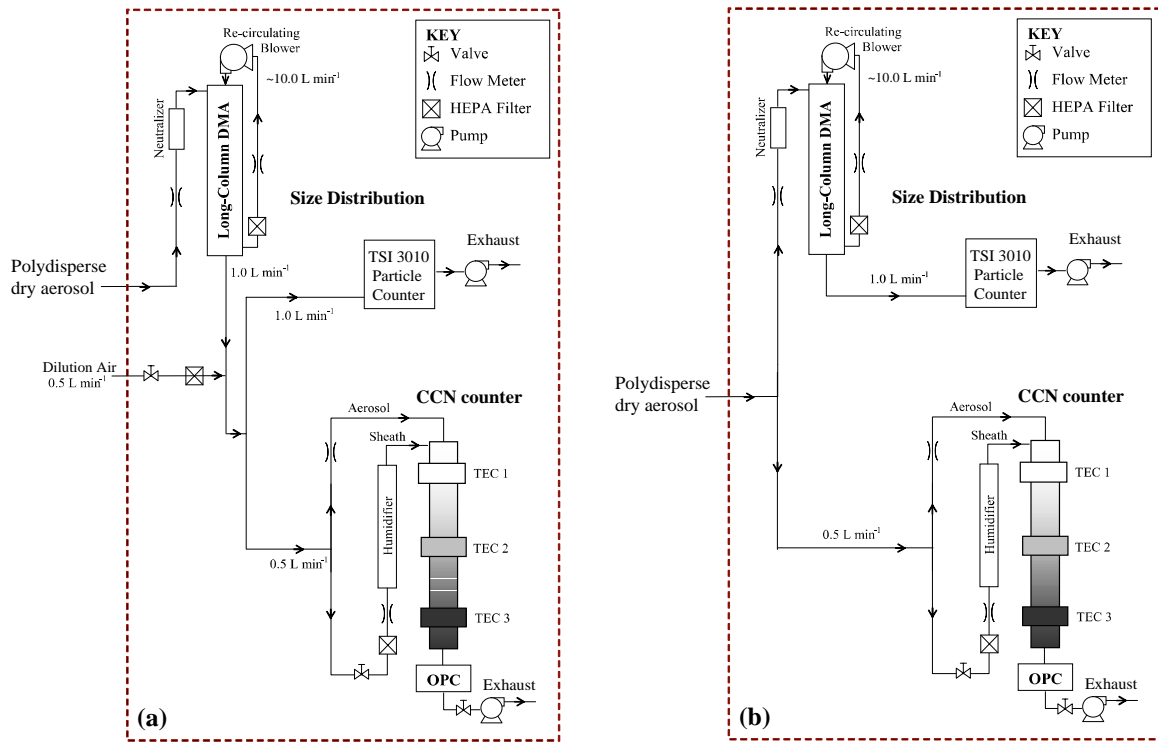 Re-circulating
Blower
~10.0 L min-1
KEY
Valve
Flow Meter
HEPA Filter
Pump
Neutralizer
Long-Column DMA
Size Distribution
Polydisperse
dry aerosol
1.0 L min-1
1.0 L min-1
TSI 3010
Particle
Counter
Exhaust
Dilution Air
0.5 L min-1
CCN counter
Aerosol
Sheath
TEC 1
Humidifier
TEC 2
0.5 L min-1
TEC 3
OPC
Exhaust
(a)
Re-circulating
Blower
~10.0 L min-1
KEY
Valve
Flow Meter
HEPA Filter
Pump
Neutralizer
Long-Column DMA
Size Distribution
1.0 L min-1
TSI 3010
Particle
Counter
Exhaust
Polydisperse
dry aerosol
CCN counter
Aerosol
Sheath
TEC 1
Humidifier
0.5 L min-1
TEC 2
TEC 3
OPC
Exhaust
(b)